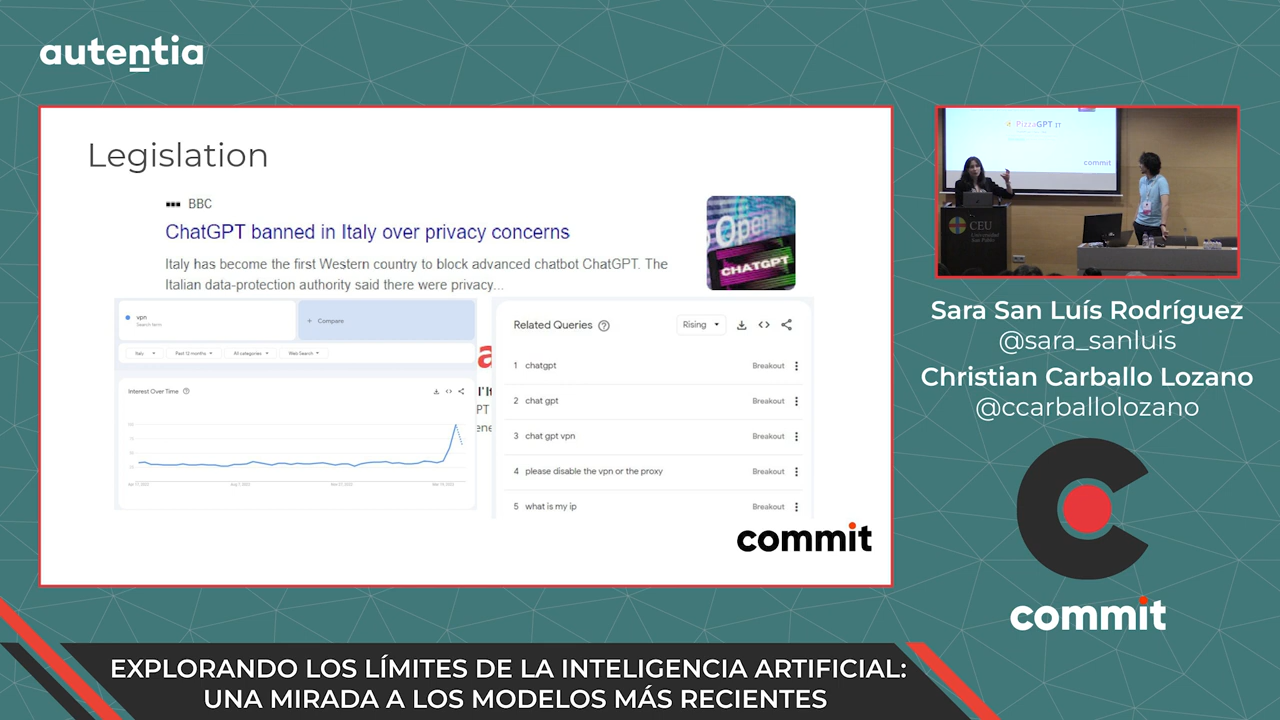 autentia
Legislation
BBC
ChatGPT banned in Italy over privacy concerns
Italy has become the first Western country to block advanced chatbot ChatGPT. The
Italian data-protection authority said there were privacy...
OpenAI
CHATGPT
vpn
Search term
+ Compare
Italy
Past 12 months
All categories
Web Search
Interest Over Time
Related Queries
Rising
1 chatgpt Breakout
2 chat gpt Breakout
3 chat gpt vpn Breakout
4 please disable the vpn or the proxy Breakout
5 what is my ip Breakout
commit
PizzaGPT IT
commit
CEU
Universidad
San Pablo
Sara San Luís Rodríguez
@sara_sanluis
Christian Carballo Lozano
@ccarballolozano
commit
EXPLORANDO LOS LÍMITES DE LA INTELIGENCIA ARTIFICIAL:
UNA MIRADA A LOS MODELOS MÁS RECIENTES